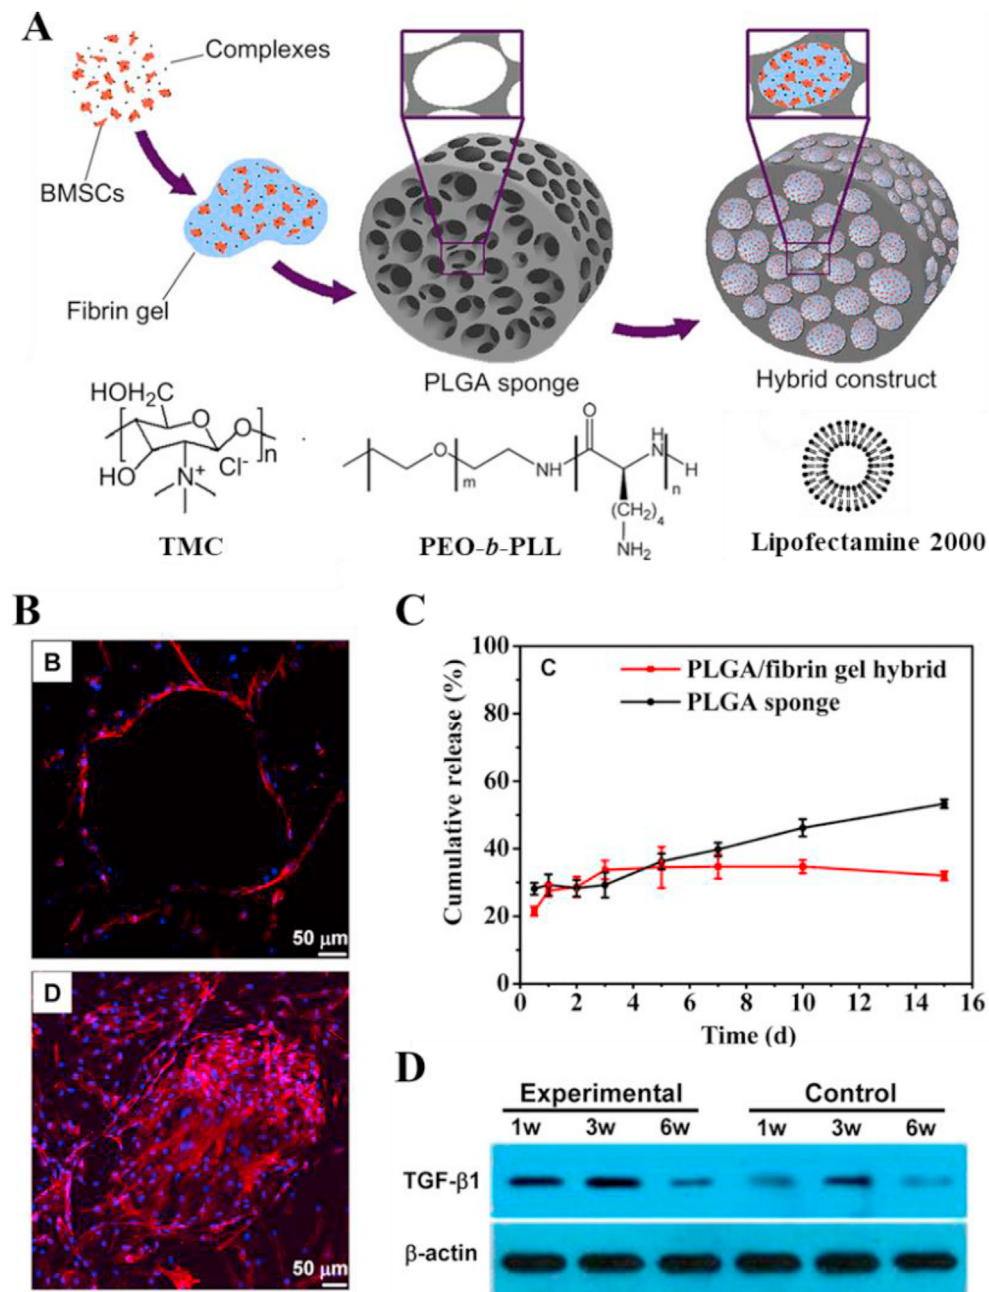 A
Complexes
BMSCs
Fibrin gel
PLGA sponge
Hybrid construct
HOH₂C
O
O
n
HO
N⁺
Cl⁻
TMC
O
O
m
NH
H
N
H
n
(CH₂)₄
NH₂
PEO-b-PLL
Lipofectamine 2000
B
B
50 μm
D
50 μm
C
C
PLGA/fibrin gel hybrid
PLGA sponge
Cumulative release (%)
100
80
60
40
20
0
0 2 4 6 8 10 12 14 16
Time (d)
D
Experimental Control
1w 3w 6w 1w 3w 6w
TGF-β1
β-actin